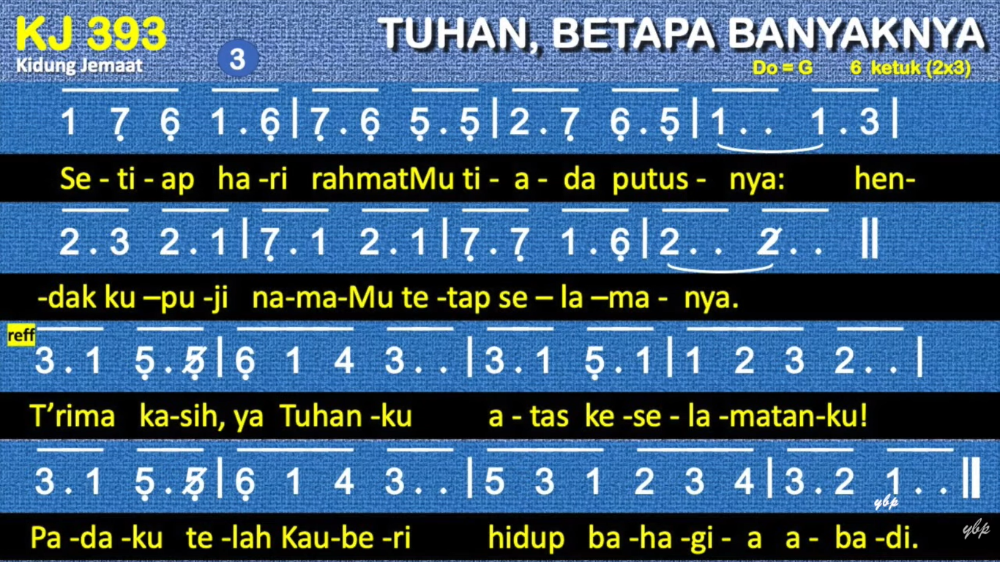 KJ 393
Kidung Jemaat
3
TUHAN, BETAPA BANYAKNYA
Do = G 6 ketuk (2x3)
1 7̣ 6̣ 1 . 6̣ | 7̣ . 6̣ 5̣ . 5̣ | 2 . 7̣ 6̣ . 5̣ | 1 . . 1 . 3 |
Se - ti - ap ha -ri rahmatMu ti - a - da putus - nya: hen-
2 . 3 2 . 1 | 7̣ . 1 2 . 1 | 7̣ . 7̣ 1 . 6̣ | 2 . . 2̸ . . ||
-dak ku –pu -ji na-ma-Mu te -tap se – la –ma - nya.
reff
3 . 1 5̣ . 5̸̣ | 6̣ 1 4 3 . . | 3 . 1 5̣ . 1 | 1 2 3 2 . . |
T’rima ka-sih, ya Tuhan -ku a - tas ke -se - la -matan-ku!
3 . 1 5̣ . 5̸̣ | 6̣ 1 4 3 . . | 5 3 1 2 3 4 | 3 . 2 1 . . ||
ybp
Pa -da -ku te -lah Kau-be -ri hidup ba -ha -gi - a a - ba -di.
ybp